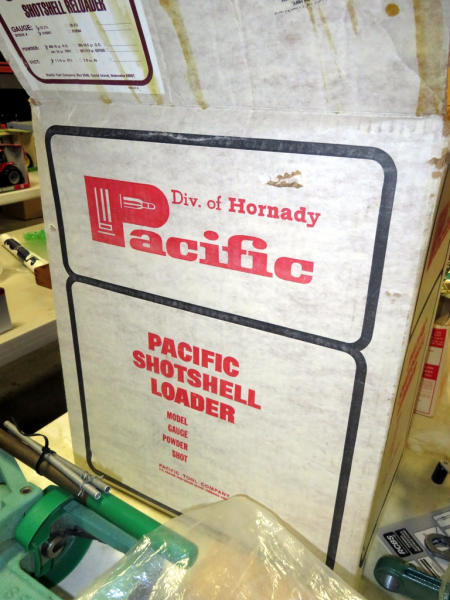 SHOTSHELL RELOADER
GAUGE:
POWDER:
SHOT:
Div. of Hornady
Pacific
PACIFIC
SHOTSHELL
LOADER
MODEL
GAUGE
POWDER
SHOT
PACIFIC TOOL COMPANY
RCBS